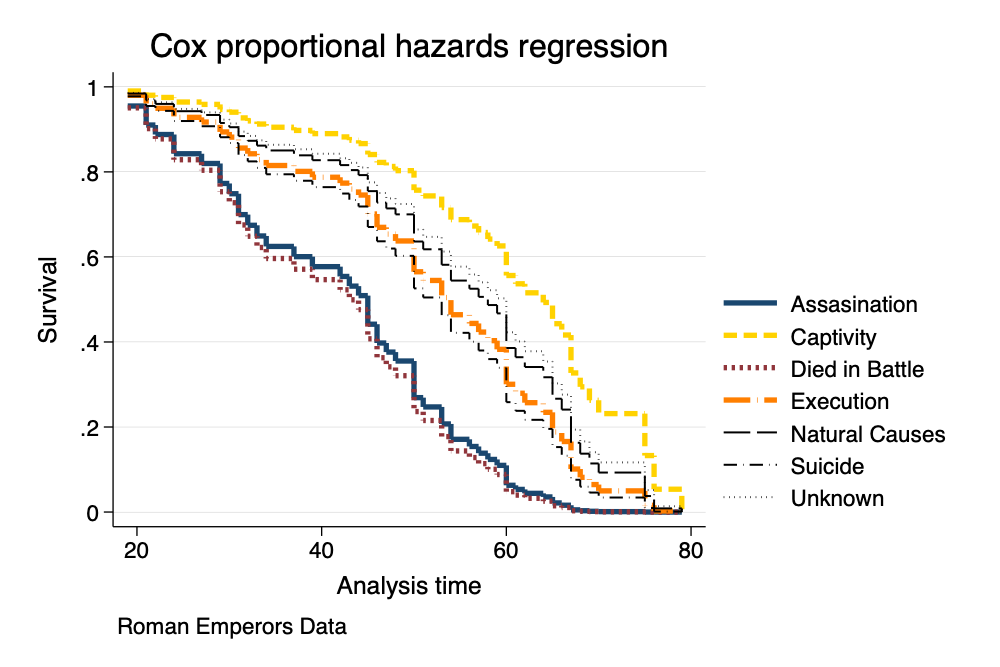 Cox proportional hazards regression
1
.8
.6
.4
.2
0
Survival
20 40 60 80
Analysis time
Assasination
Captivity
Died in Battle
Execution
Natural Causes
Suicide
Unknown
Roman Emperors Data